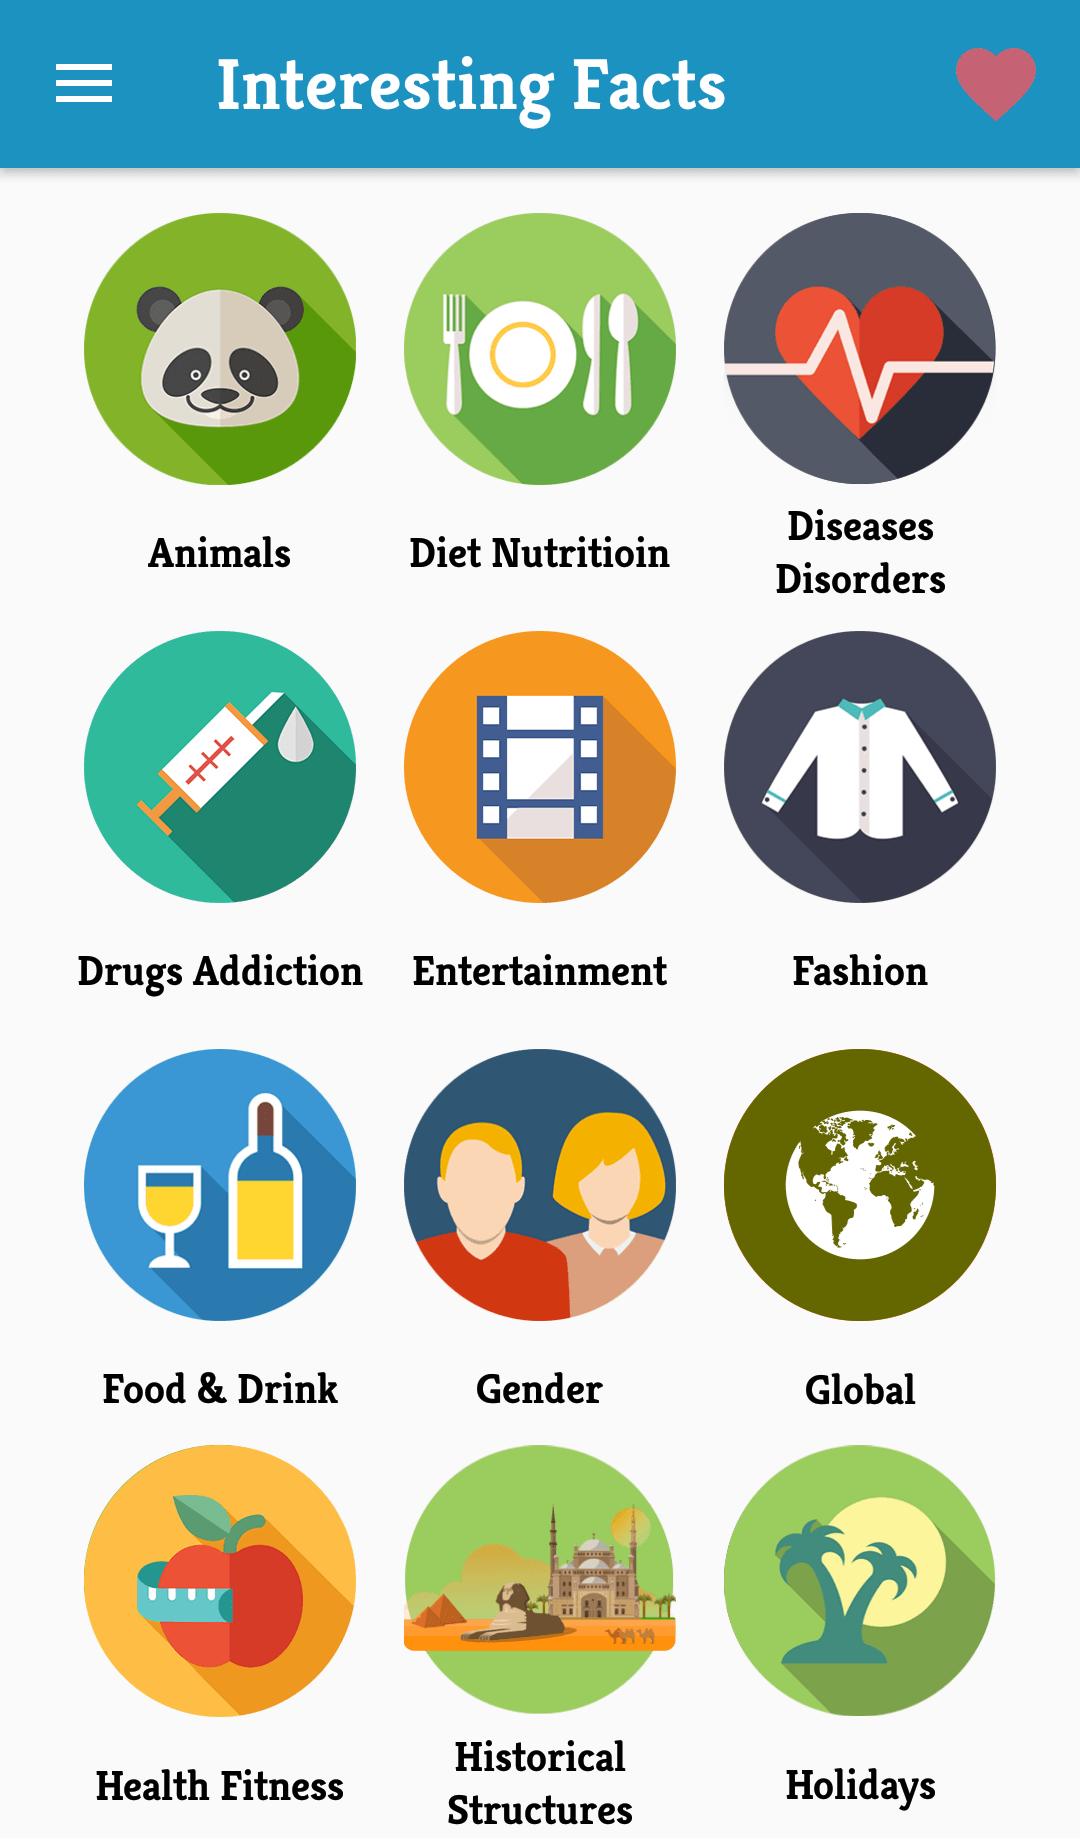 Interesting Facts
Animals
Diet Nutritioin
Diseases
Disorders
Drugs Addiction
Entertainment
Fashion
Food & Drink
Gender
Global
Health Fitness
Historical
Structures
Holidays